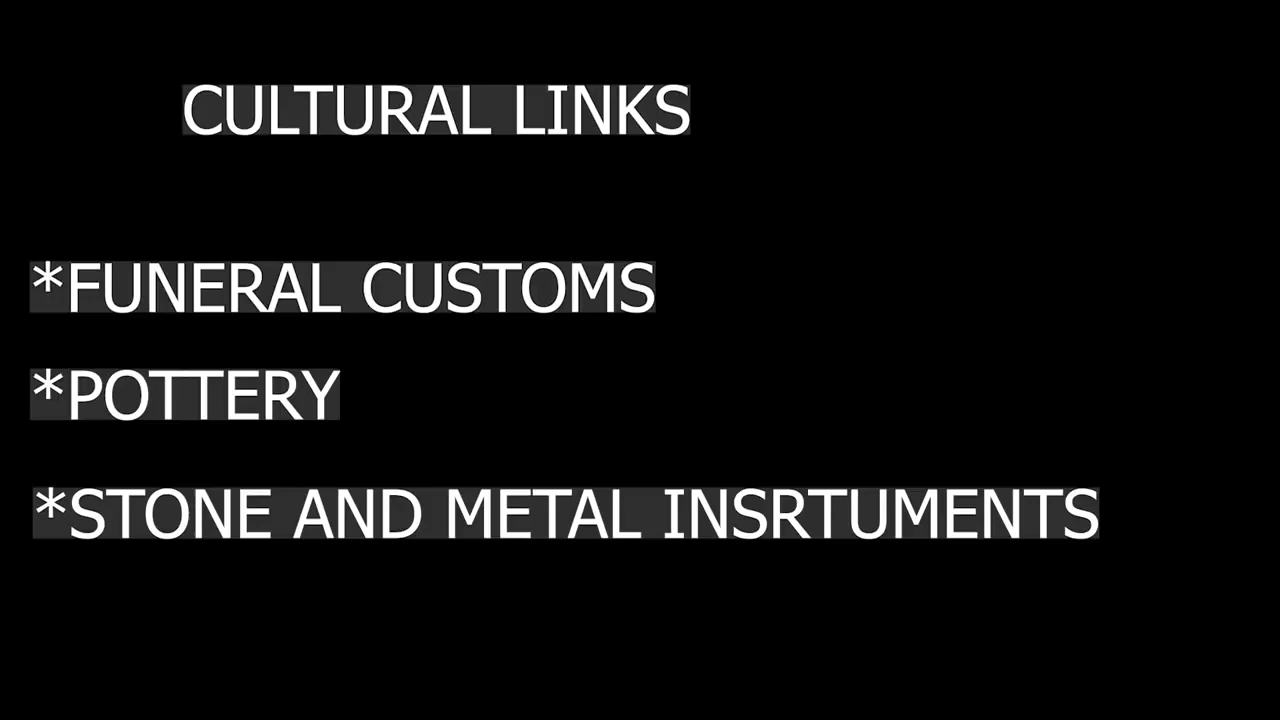 CULTURAL LINKS
*FUNERAL CUSTOMS
*POTTERY
*STONE AND METAL INSRTUMENTS